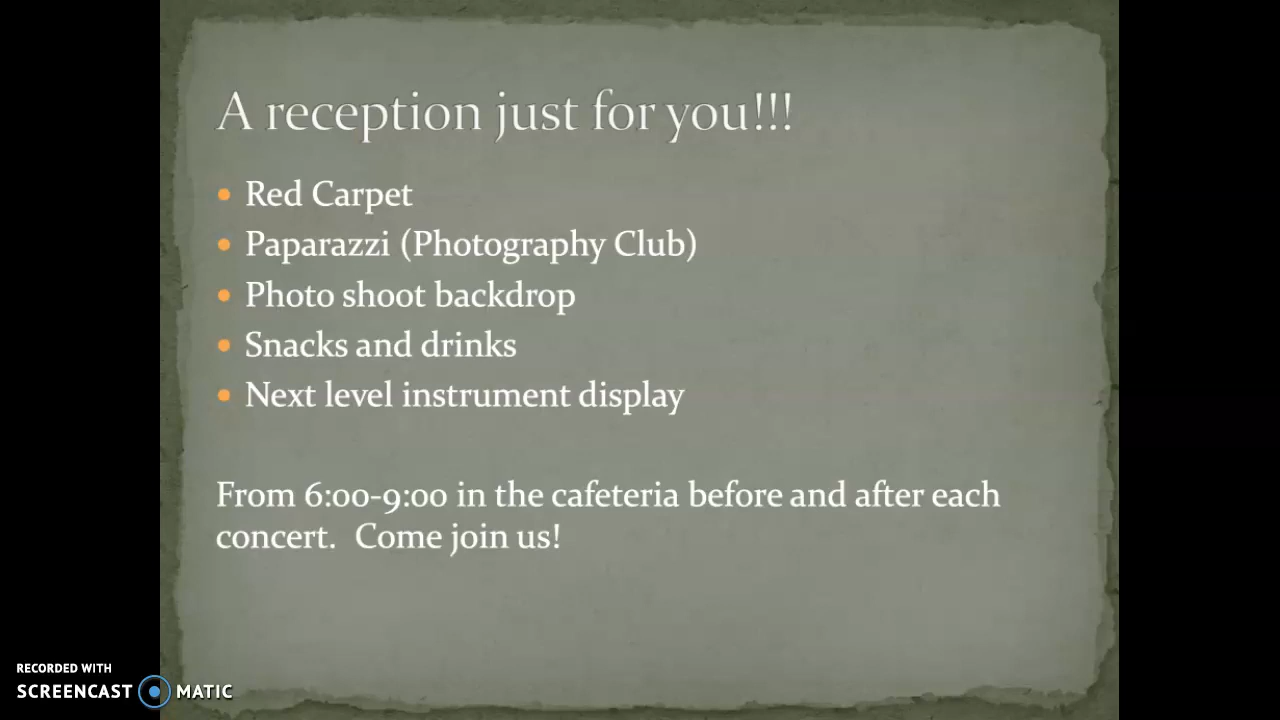 A reception just for you!!!
Red Carpet
Paparazzi (Photography Club)
Photo shoot backdrop
Snacks and drinks
Next level instrument display
From 6:00-9:00 in the cafeteria before and after each
concert. Come join us!
RECORDED WITH
SCREENCAST MATIC